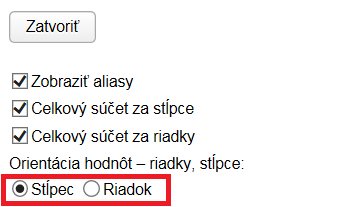 Zatvoriť
Zobraziť aliasy
Celkový súčet za stĺpce
Celkový súčet za riadky
Orientácia hodnôt – riadky, stĺpce:
Stĺpec Riadok